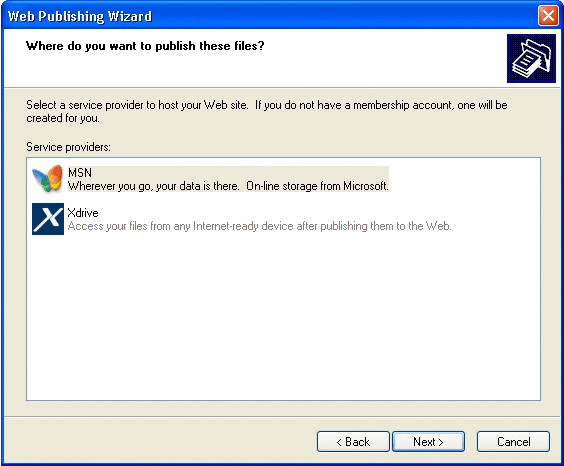 Web Publishing Wizard
Where do you want to publish these files?
Select a service provider to host your Web site.  If you do not have a membership account, one will be
created for you.
Service providers:
MSN
Wherever you go, your data is there.  On-line storage from Microsoft.
Xdrive
Access your files from any Internet-ready device after publishing them to the Web.
< Back
Next >
Cancel